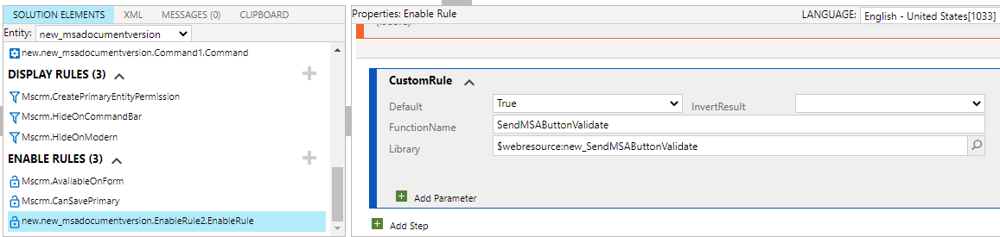 SOLUTION ELEMENTS XML MESSAGES (0) CLIPBOARD
Entity: new_msadocumentversion
new.new_msadocumentversion.Command1.Command
DISPLAY RULES (3)
Mscrm.CreatePrimaryEntityPermission
Mscrm.HideOnCommandBar
Mscrm.HideOnModern
ENABLE RULES (3)
Mscrm.AvailableOnForm
Mscrm.CanSavePrimary
new.new_msadocumentversion.EnableRule2.EnableRule
Properties: Enable Rule LANGUAGE: English - United States[1033]
CustomRule
Default True InvertResult
FunctionName SendMSAButtonValidate
Library $webresource:new_SendMSAButtonValidate
Add Parameter
Add Step